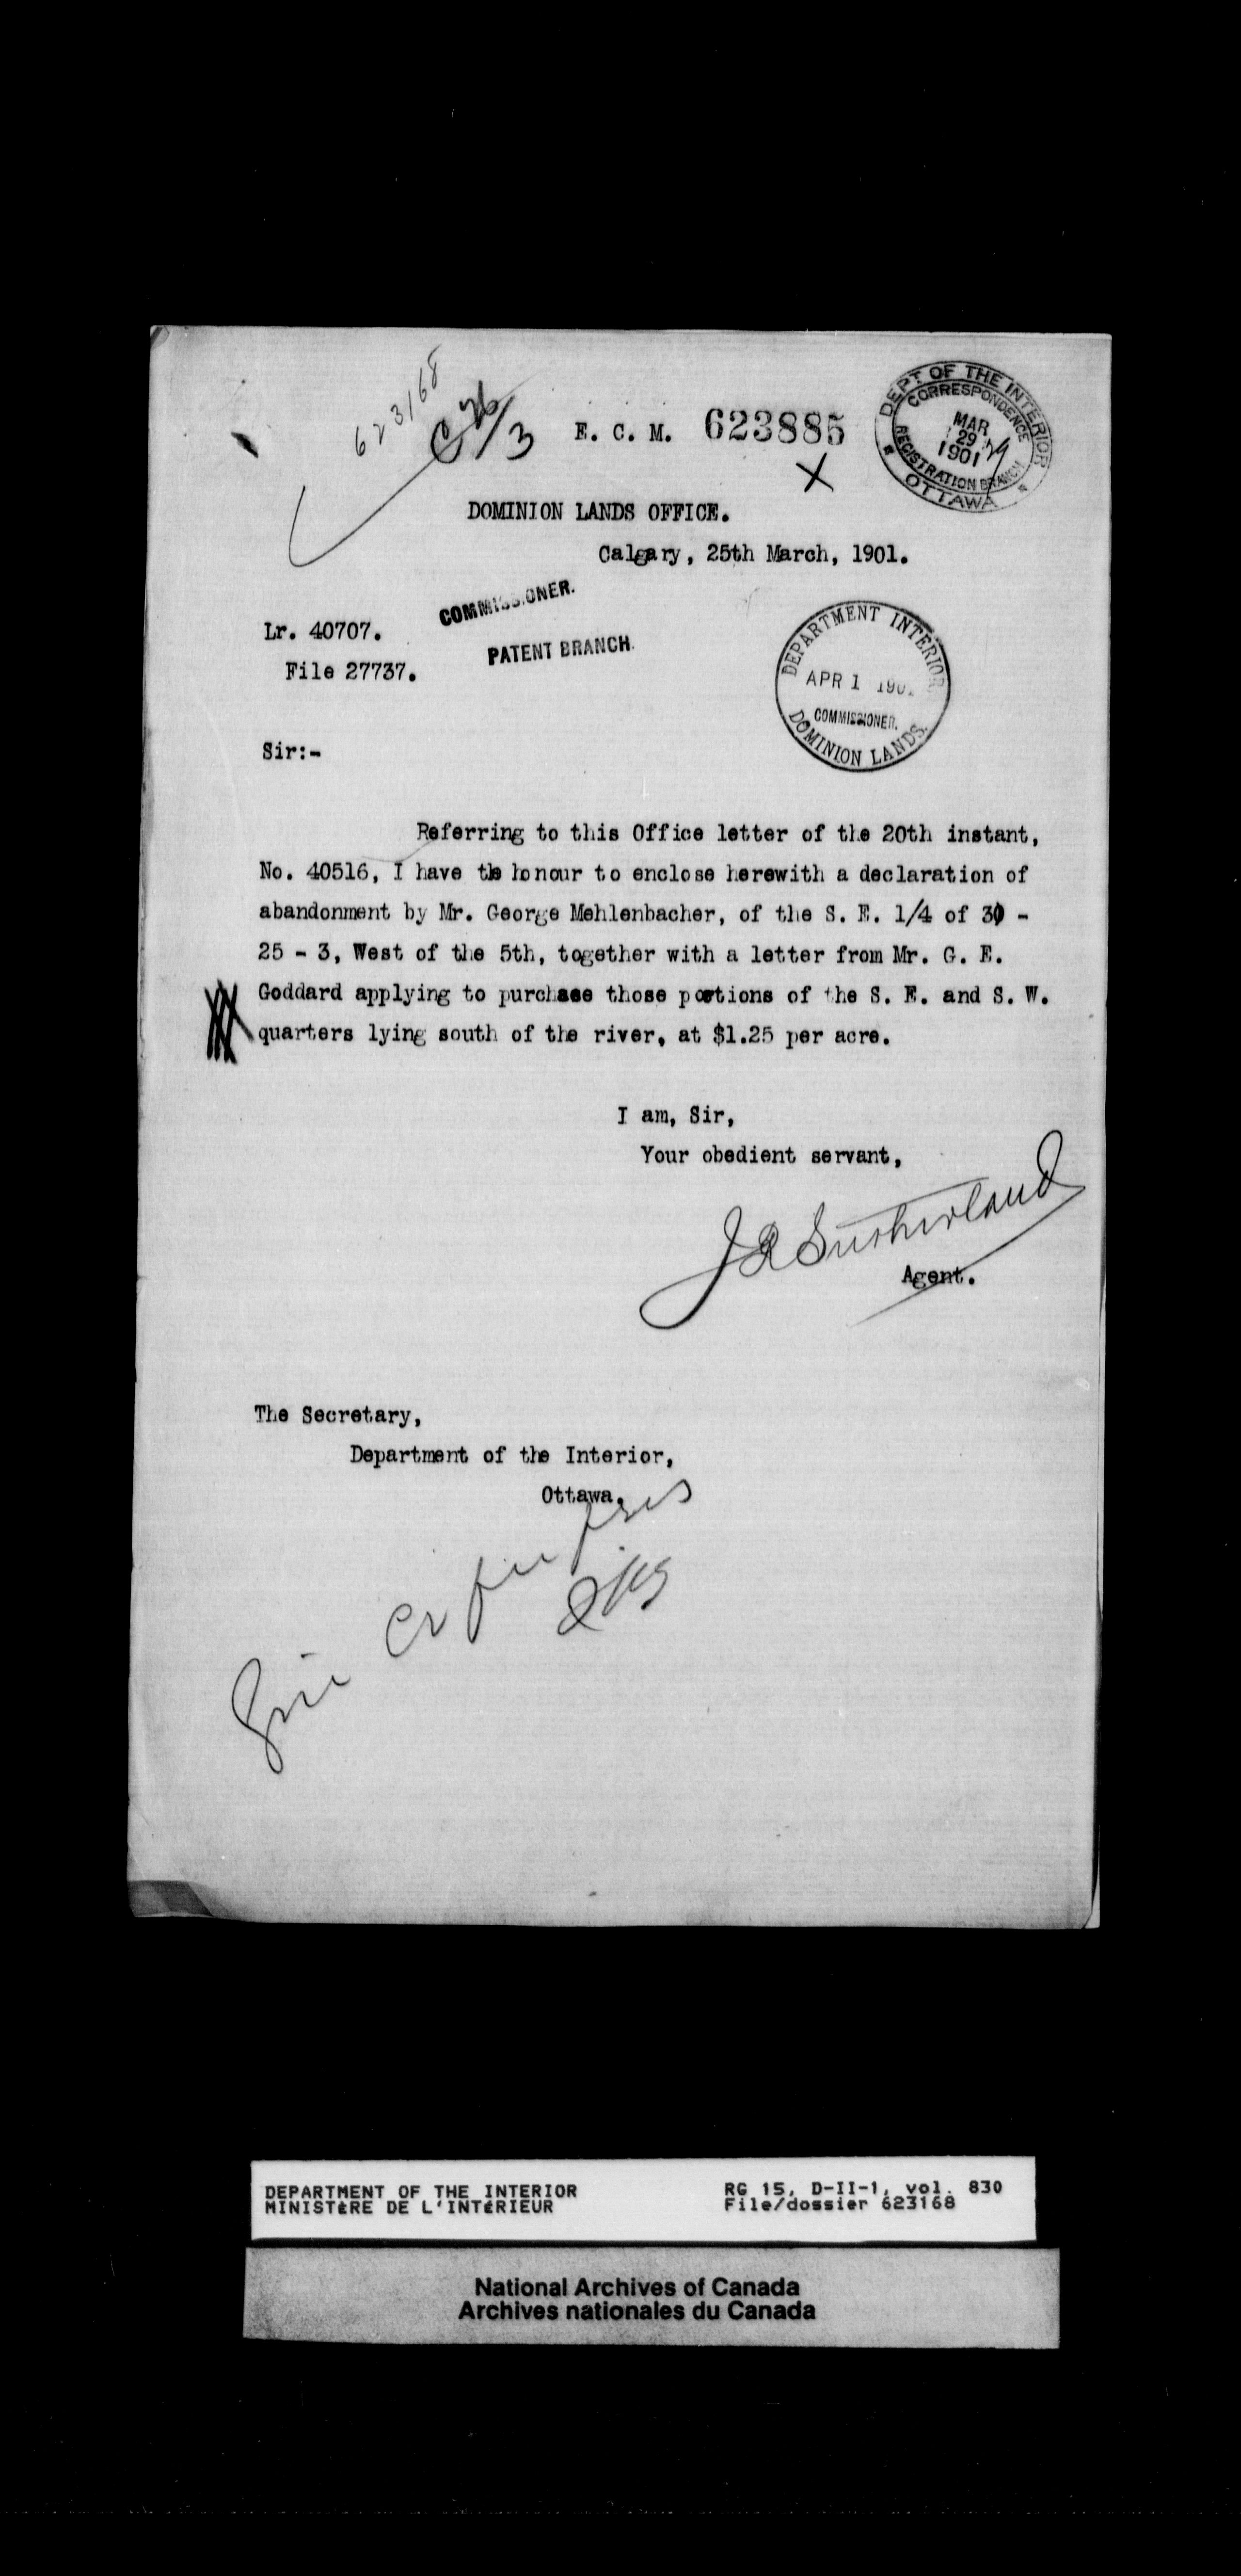 623168
E. C. M. 623885
DEPT OF THE INTERIOR
CORRESPONDENCE
MAR
29
1901
REGISTRATION BRANCH
OTTAWA
DOMINION LANDS OFFICE.
Calgary, 25th March, 1901.
COMMISSIONER.
Lr. 40707.
PATENT BRANCH.
File 27737.
DEPARTMENT INTERIOR
APR 1 190
COMMISSIONER.
DOMINION LANDS.
Sir:-
Referring to this Office letter of the 20th instant,
No. 40516, I have the honour to enclose herewith a declaration of
abandonment by Mr. George Mehlenbacher, of the S. E. 1/4 of 30 -
25 - 3, West of the 5th, together with a letter from Mr. G. E.
Goddard applying to purchase those portions of the S. E. and S. W.
quarters lying south of the river, at $1.25 per acre.
I am, Sir,
Your obedient servant,
J R Sutherland
Agent.
The Secretary,
Department of the Interior,
Ottawa.
DEPARTMENT OF THE INTERIOR
MINISTÈRE DE L'INTÉRIEUR
RG 15, D-II-1, vol. 830
File/dossier 623168
National Archives of Canada
Archives nationales du Canada